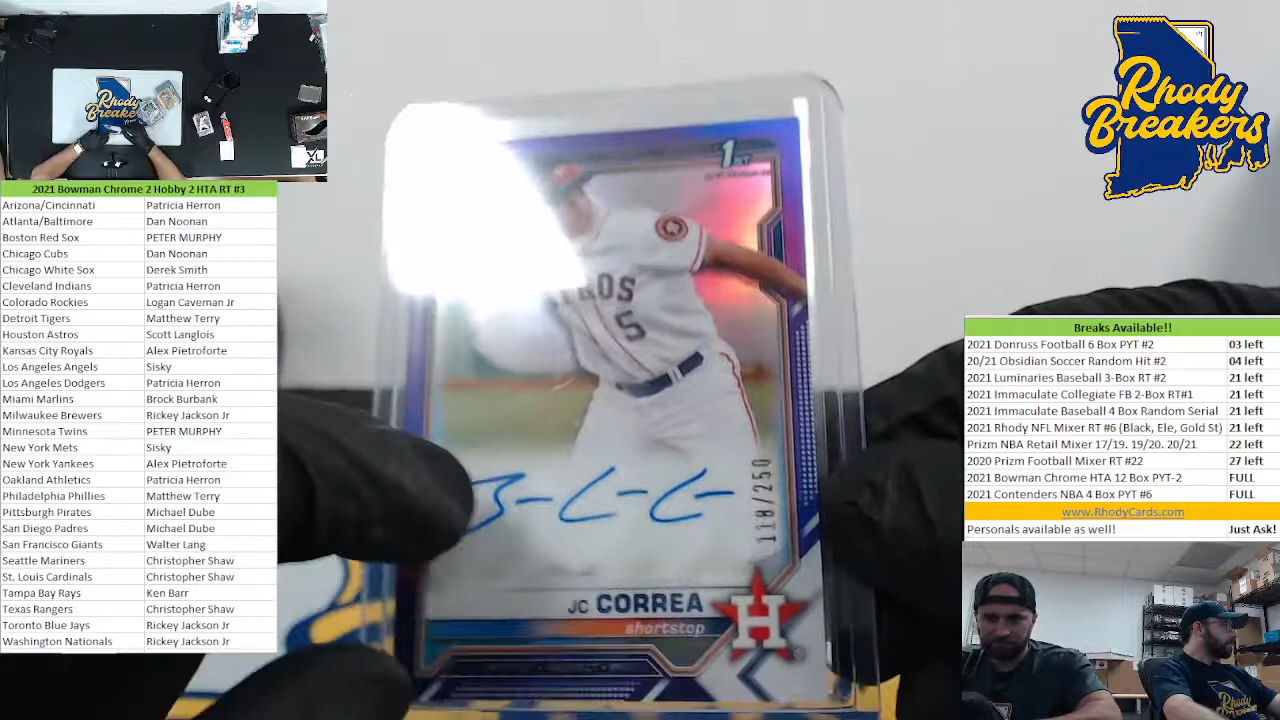 Rhody
Breakers
2021 Bowman Chrome 2 Hobby 2 HTA RT #3
Arizona/Cincinnati Patricia Herron
Atlanta/Baltimore Dan Noonan
Boston Red Sox PETER MURPHY
Chicago Cubs Dan Noonan
Chicago White Sox Derek Smith
Cleveland Indians Patricia Herron
Colorado Rockies Logan Caveman Jr
Detroit Tigers Matthew Terry
Houston Astros Scott Langlois
Kansas City Royals Alex Pietroforte
Los Angeles Angels Sisky
Los Angeles Dodgers Patricia Herron
Miami Marlins Brock Burbank
Milwaukee Brewers Rickey Jackson Jr
Minnesota Twins PETER MURPHY
New York Mets Sisky
New York Yankees Alex Pietroforte
Oakland Athletics Patricia Herron
Philadelphia Phillies Matthew Terry
Pittsburgh Pirates Michael Dube
San Diego Padres Michael Dube
San Francisco Giants Walter Lang
Seattle Mariners Christopher Shaw
St. Louis Cardinals Christopher Shaw
Tampa Bay Rays Ken Barr
Texas Rangers Christopher Shaw
Toronto Blue Jays Rickey Jackson Jr
Washington Nationals Rickey Jackson Jr
1ST
ROS
5
118/250
JC CORREA
shortstop
H
Rhody
Breakers
Breaks Available!!
2021 Donruss Football 6 Box PYT #2 03 left
20/21 Obsidian Soccer Random Hit #2 04 left
2021 Luminaries Baseball 3-Box RT #2 21 left
2021 Immaculate Collegiate FB 2-Box RT#1 21 left
2021 Immaculate Baseball 4 Box Random Serial 21 left
2021 Rhody NFL Mixer RT #6 (Black, Ele, Gold St) 21 left
Prizm NBA Retail Mixer 17/19. 19/20. 20/21 22 left
2020 Prizm Football Mixer RT #22 27 left
2021 Bowman Chrome HTA 12 Box PYT-2 FULL
2021 Contenders NBA 4 Box PYT #6 FULL
www.RhodyCards.com
Personals available as well! Just Ask!